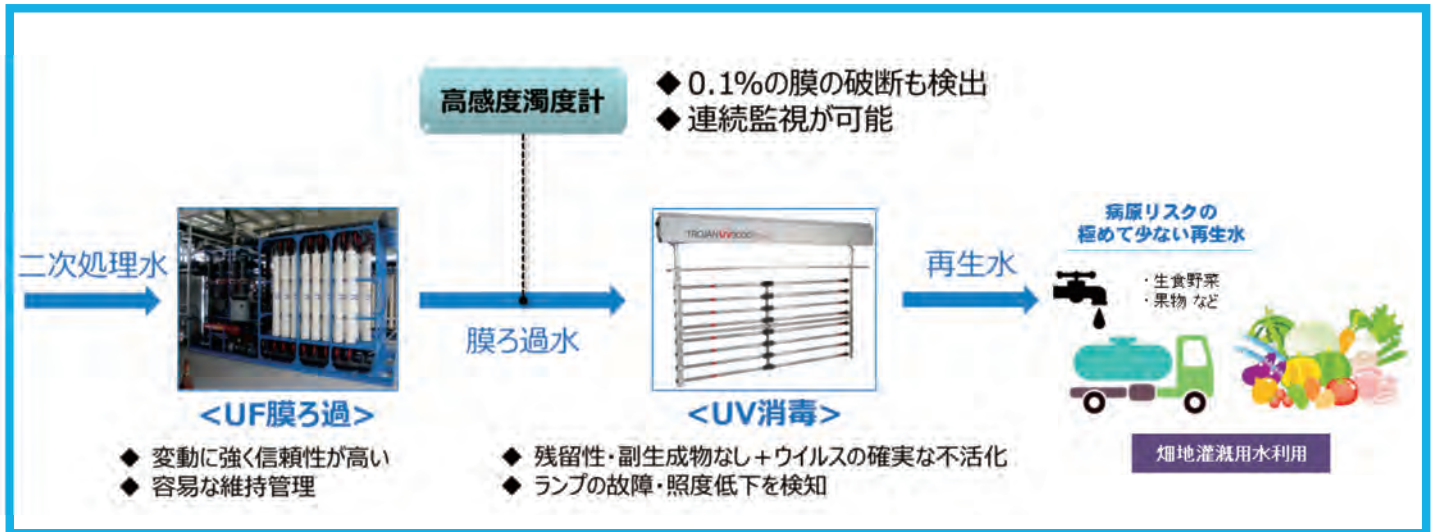 高感度濁度計
◆ 0.1%の膜の破断も検出
◆ 連続監視が可能
二次処理水
膜ろ過水
TROJANUV3000
再生水
病原リスクの
極めて少ない再生水
・生食野菜
・果物 など
<UF膜ろ過>
◆ 変動に強く信頼性が高い
◆ 容易な維持管理
<UV消毒>
◆ 残留性・副生成物なし+ウイルスの確実な不活化
◆ ランプの故障・照度低下を検知
畑地灌漑用水利用